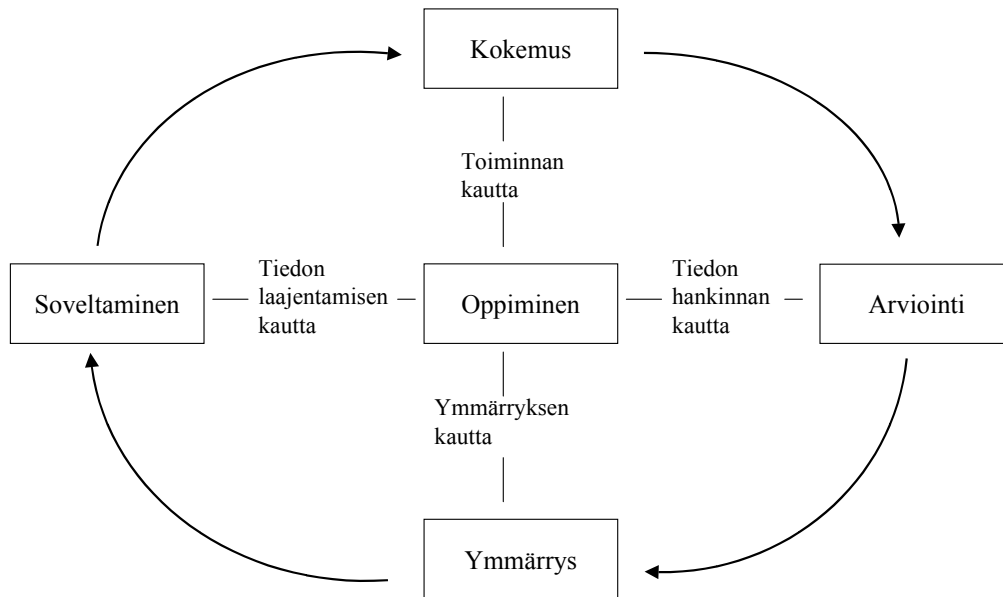 Kokemus
Toiminnan
kautta
Soveltaminen
Tiedon
laajentamisen
kautta
Oppiminen
Tiedon
hankinnan
kautta
Arviointi
Ymmärryksen
kautta
Ymmärrys